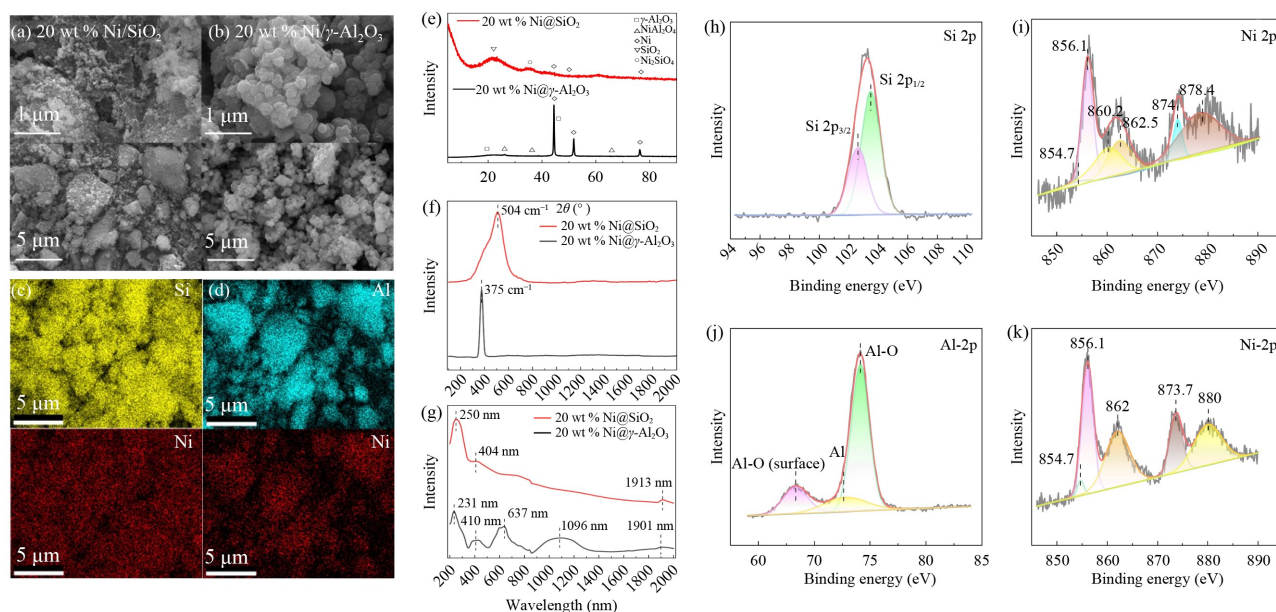 (a) 20 wt % Ni/SiO₂
1 μm
5 μm
(b) 20 wt % Ni/γ-Al₂O₃
1 μm
5 μm
(c) Si
5 μm
Ni
5 μm
(d) Al
5 μm
Ni
5 μm
(e)
20 wt % Ni@SiO₂
γ-Al₂O₃
NiAl₂O₄
Ni
SiO₂
Ni₂SiO₄
20 wt % Ni@γ-Al₂O₃
Intensity
20 40 60 80
2θ (°)
(f)
504 cm⁻¹
20 wt % Ni@SiO₂
20 wt % Ni@γ-Al₂O₃
375 cm⁻¹
Intensity
200 400 600 800 1000 1200 1400 1600 1800 2000
(g)
250 nm
20 wt % Ni@SiO₂
20 wt % Ni@γ-Al₂O₃
404 nm
1913 nm
231 nm
410 nm
637 nm
1096 nm
1901 nm
Intensity
200 400 600 800 1000 1200 1400 1600 1800 2000
Wavelength (nm)
(h)
Si 2p
Si 2p₁/₂
Si 2p₃/₂
Intensity
94 96 98 100 102 104 106 108 110
Binding energy (eV)
(i)
Ni 2p
856.1
860.2
862.5
874
878.4
854.7
Intensity
850 860 870 880 890
Binding energy (eV)
(j)
Al-2p
Al-O
Al
Al-O (surface)
Intensity
60 65 70 75 80 85
Binding energy (eV)
(k)
Ni-2p
856.1
862
873.7
880
854.7
Intensity
850 860 870 880 890
Binding energy (eV)